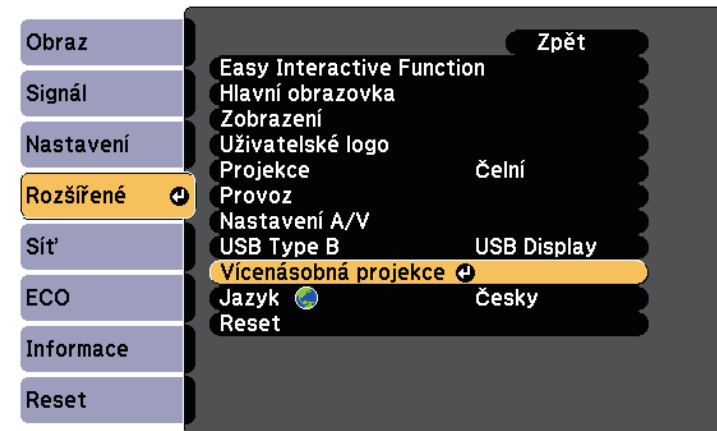 Obraz
Signál
Nastavení
Rozšířené
Síť
ECO
Informace
Reset
Zpět
Easy Interactive Function
Hlavní obrazovka
Zobrazení
Uživatelské logo
Projekce Čelní
Provoz
Nastavení A/V
USB Type B USB Display
Vícenásobná projekce
Jazyk Česky
Reset